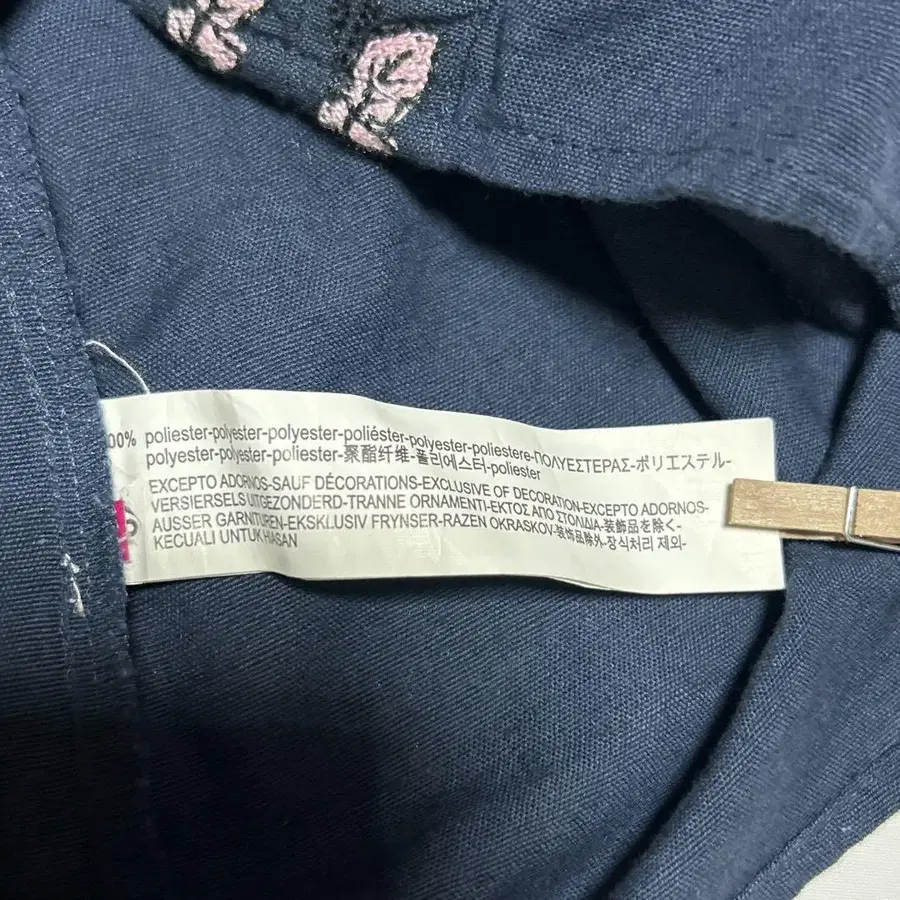 00% poliester-polyester-polyester-poliéster-polyester-poliestere-ΠΟΛΥΕΣΤΕΡΑΣ-ポリエステル-
polyester-polyester-poliester-聚酯纤维-폴리에스터-poliester
EXCEPTO ADORNOS-SAUF DÉCORATIONS-EXCLUSIVE OF DECORATION-EXCEPTO ADORNOS-
VERSIERSELS UITGEZONDERD-TRANNE ORNAMENTI-ΕΚΤΟΣ ΑΠΟ ΣΤΟΛΙΔΙΑ-装飾品を除く-
AUSSER GARNITUREN-EKSKLUSIV FRYNSER-RAZEN OKRASKOV-装饰品除外-장식처리 제외-
KECUALI UNTUK HIASAN